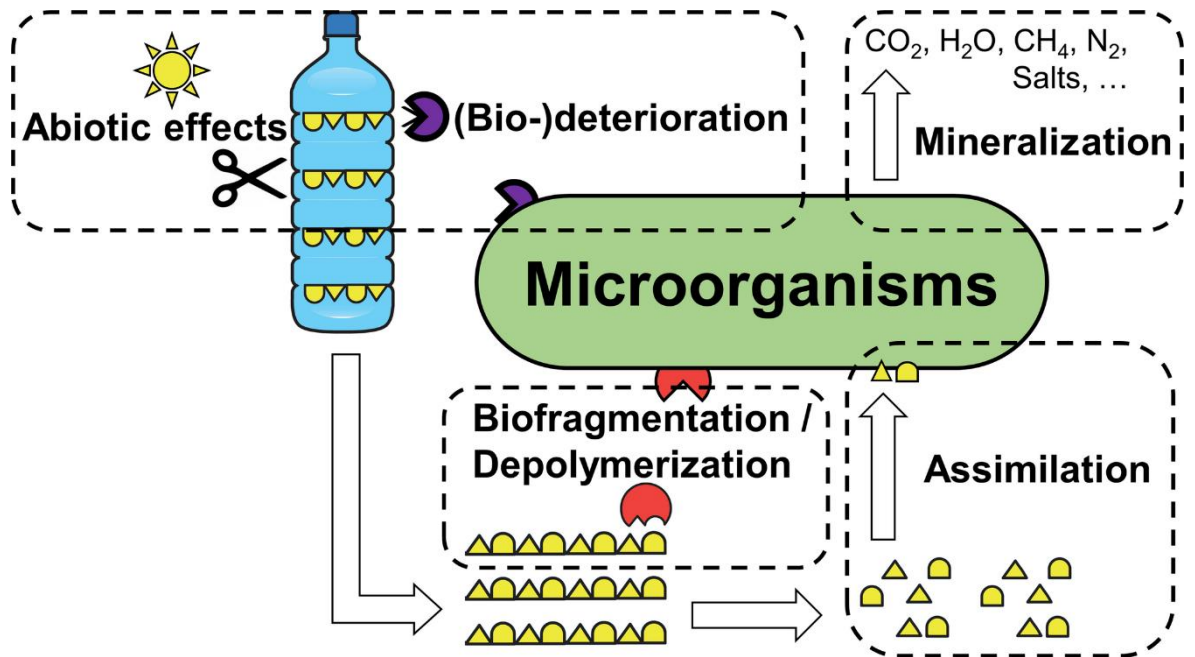 Abiotic effects
(Bio-)deterioration
CO₂, H₂O, CH₄, N₂,
Salts, ...
Mineralization
Microorganisms
Biofragmentation /
Depolymerization
Assimilation